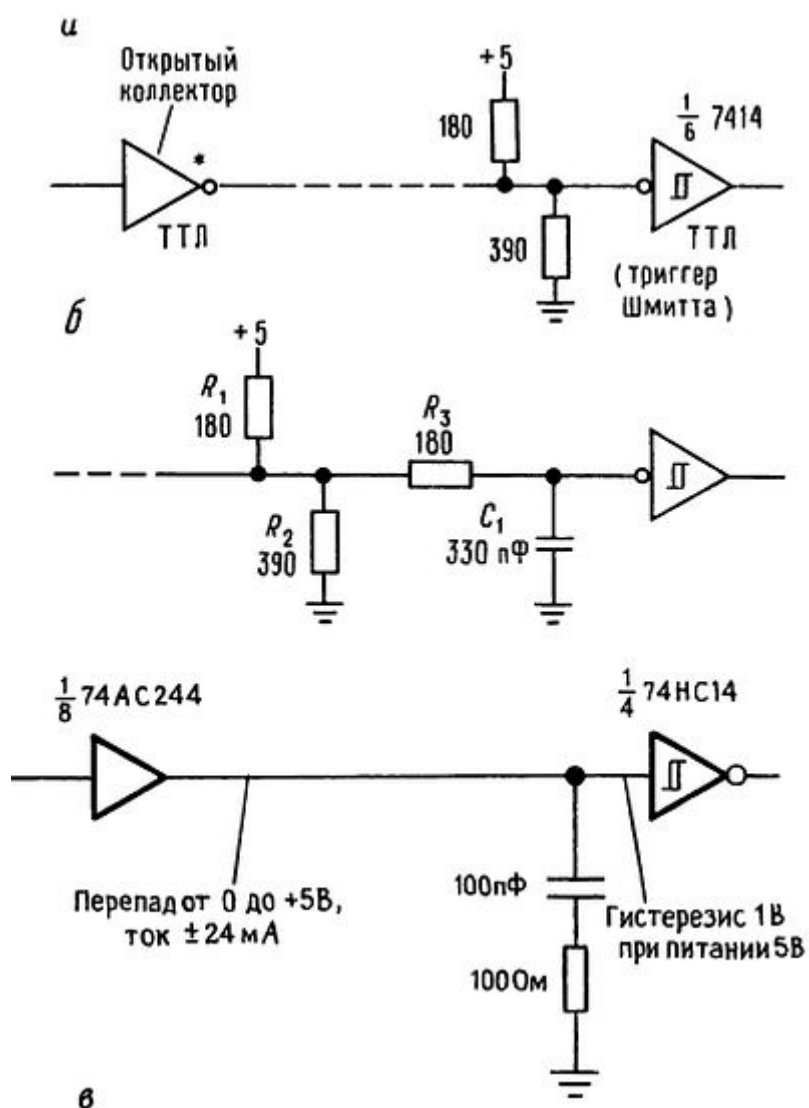 и
Открытый
коллектор
*
ТТЛ
+5
180
390
1/6 7414
ТТЛ
(триггер
Шмитта)
б
+5
R1
180
R2
390
R3
180
C1
330 пФ
1/8 74АС244
1/4 74НС14
Перепад от 0 до +5В,
ток ±24 мА
100пФ
100Ом
Гистерезис 1В
при питании 5В
в